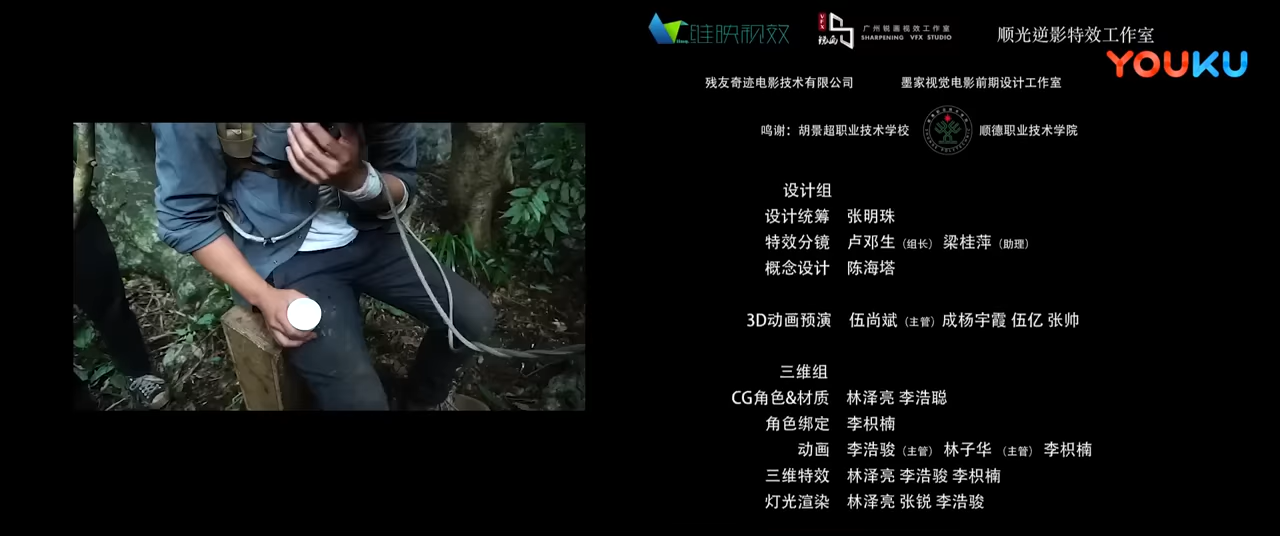 唯映视效
VFX
锐画
广州锐画视效工作室
SHARPENING VFX STUDIO
顺光逆影特效工作室
YOUKU
残友奇迹电影技术有限公司 墨家视觉电影前期设计工作室
鸣谢：胡景超职业技术学校 顺德职业技术学院
设计组
设计统筹 张明珠
特效分镜 卢邓生（组长） 梁桂萍（助理）
概念设计 陈海塔
3D动画预演 伍尚斌（主管）成杨宇霞 伍亿 张帅
三维组
CG角色&材质 林泽亮 李浩聪
角色绑定 李枳楠
动画 李浩骏（主管） 林子华（主管） 李枳楠
三维特效 林泽亮 李浩骏 李枳楠
灯光渲染 林泽亮 张锐 李浩骏